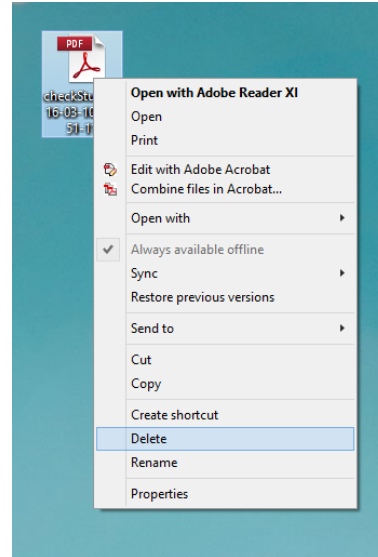 PDF
Open with Adobe Reader XI
Open
Print
Edit with Adobe Acrobat
Combine files in Acrobat...
Open with
Always available offline
Sync
Restore previous versions
Send to
Cut
Copy
Create shortcut
Delete
Rename
Properties